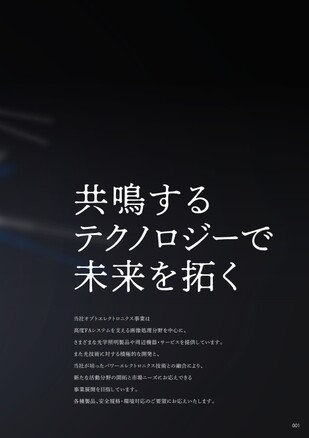 共鳴する
テクノロジーで
未来を拓く
当社オプトエレクトロニクス事業は
高度FAシステムを支える画像処理分野を中心に、
さまざまな光学照明製品や周辺機器・サービスを提供しています。
また光技術に対する積極的な開発と、
当社が培ったパワーエレクトロニクス技術との融合により、
新たな活動分野の開拓と市場ニーズにお応えできる
事業展開を目指しています。
各種製品、安全規格・環境対応のご要望にお応えいたします。
001